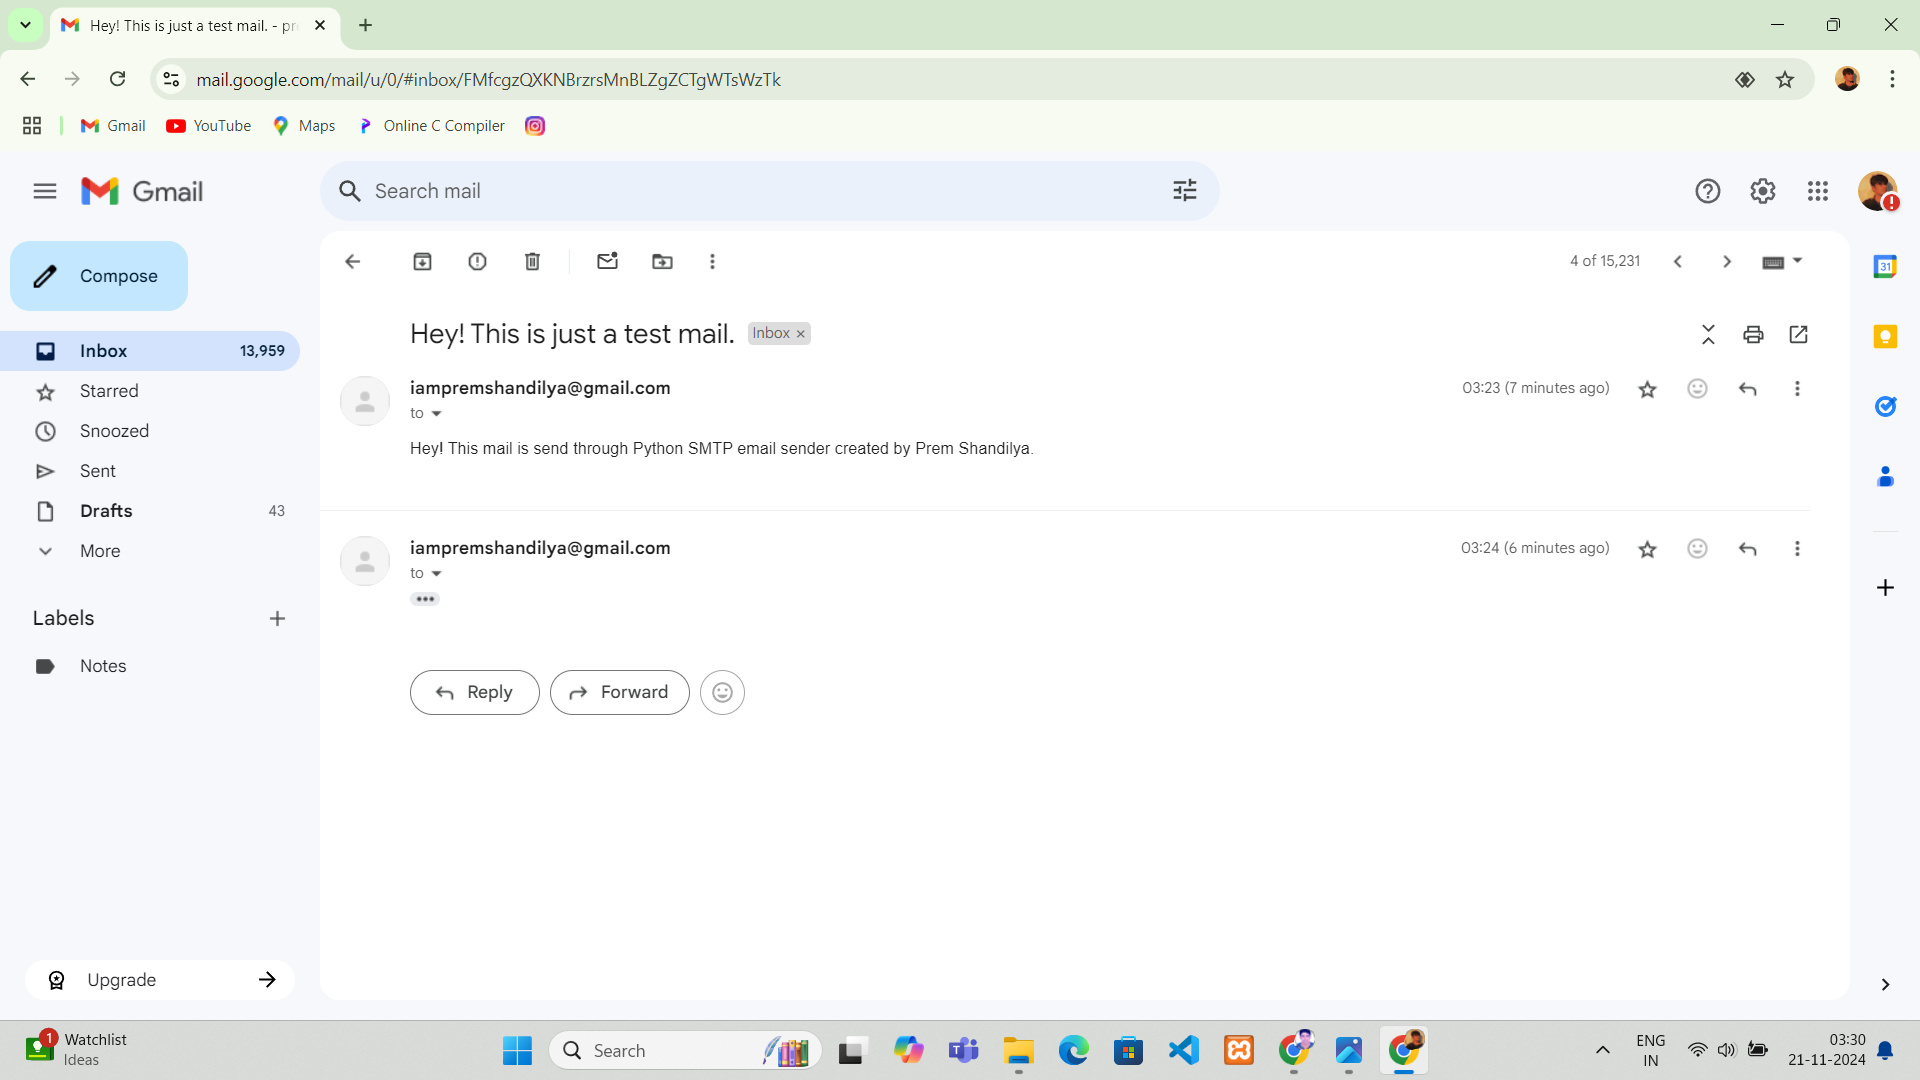 Hey! This is just a test mail. - pr
mail.google.com/mail/u/0/#inbox/FMfcgzQXKNBrzrsMnBLZgZCTgWTsWzTk
Gmail YouTube Maps Online C Compiler
Gmail
Search mail
Compose
4 of 15,231
Inbox 13,959
Starred
Snoozed
Sent
Drafts 43
More
Labels
Notes
Upgrade
Hey! This is just a test mail. Inbox ×
iampremshandilya@gmail.com 03:23 (7 minutes ago)
to
Hey! This mail is send through Python SMTP email sender created by Prem Shandilya.
iampremshandilya@gmail.com 03:24 (6 minutes ago)
to
Reply Forward
31
1
Watchlist
Ideas
Search
ENG
IN
03:30
21-11-2024